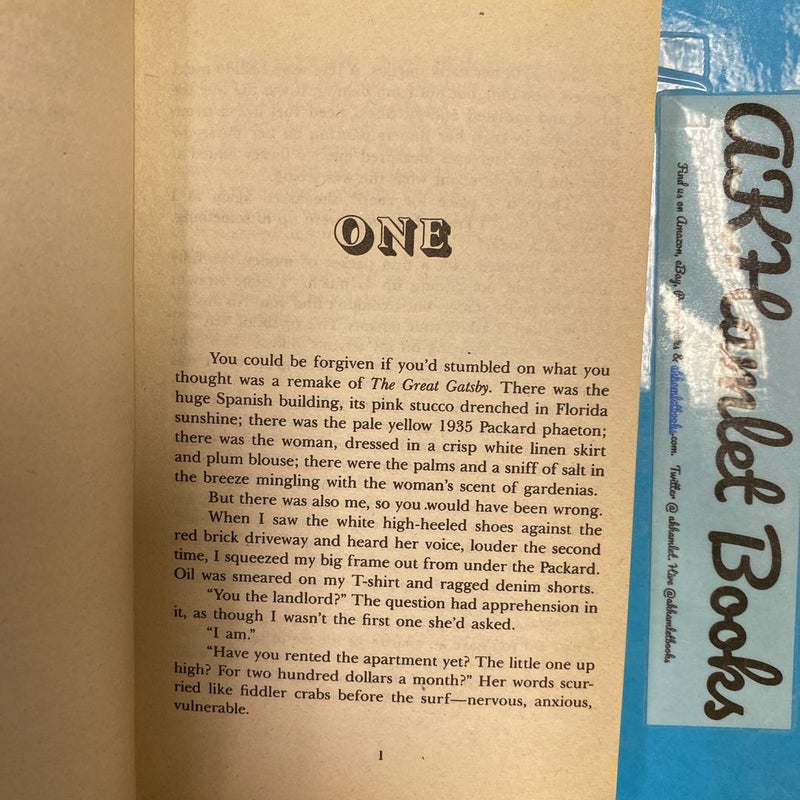 ONE
You could be forgiven if you'd stumbled on what you
thought was a remake of The Great Gatsby. There was the
huge Spanish building, its pink stucco drenched in Florida
sunshine; there was the pale yellow 1935 Packard phaeton;
there was the woman, dressed in a crisp white linen skirt
and plum blouse; there were the palms and a sniff of salt in
the breeze mingling with the woman's scent of gardenias.
But there was also me, so you would have been wrong.
When I saw the white high-heeled shoes against the
red brick driveway and heard her voice, louder the second
time, I squeezed my big frame out from under the Packard.
Oil was smeared on my T-shirt and ragged denim shorts.
"You the landlord?" The question had apprehension in
it, as though I wasn't the first one she'd asked.
"I am."
"Have you rented the apartment yet? The little one up
high? For two hundred dollars a month?" Her words scur-
ried like fiddler crabs before the surf—nervous, anxious,
vulnerable.
1
AKHamlet Books
Find us on Amazon, eBay, & akhamletbooks.com. Twitter @ akhamlet, Hive @akhamletbooks